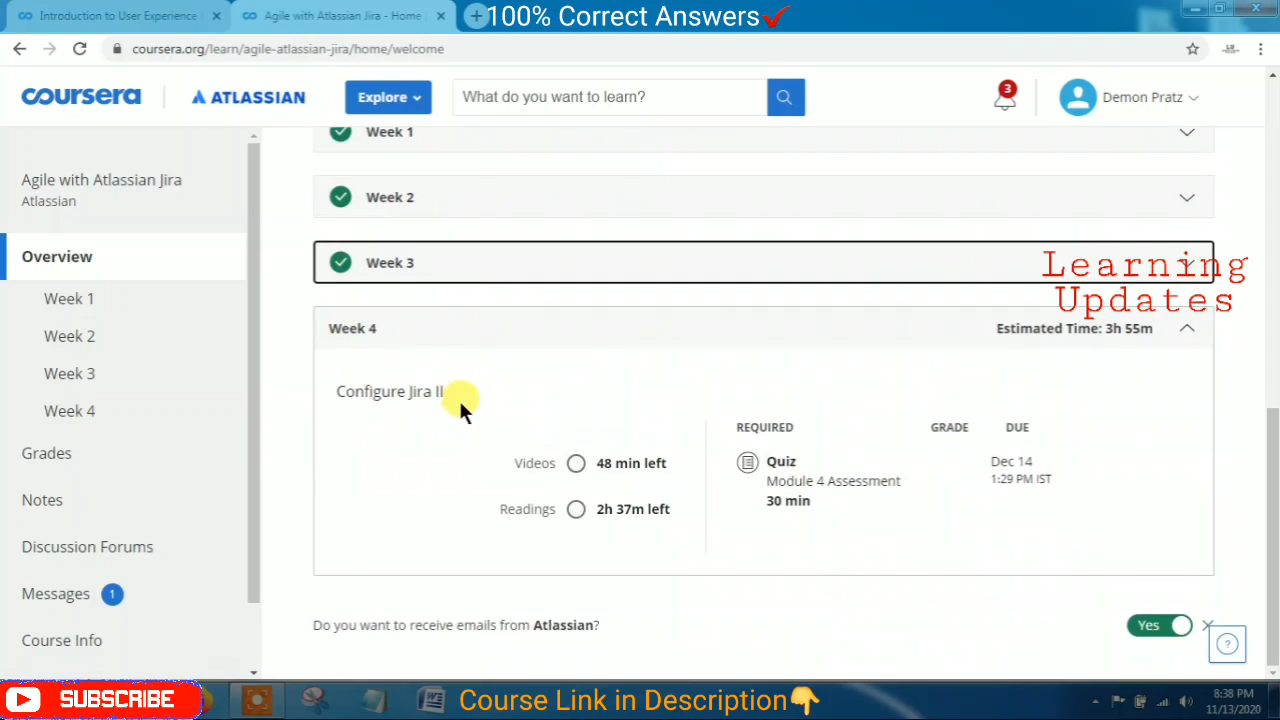 Introduction to User Experience
Agile with Atlassian Jira - Home
100% Correct Answers
coursera.org/learn/agile-atlassian-jira/home/welcome
coursera
ATLASSIAN
Explore
What do you want to learn?
3
Demon Pratz
Agile with Atlassian Jira
Atlassian
Overview
Week 1
Week 2
Week 3
Week 4
Grades
Notes
Discussion Forums
Messages 1
Course Info
Week 1
Week 2
Week 3
Learning
Updates
Week 4
Estimated Time: 3h 55m
Configure Jira II
Videos 48 min left
Readings 2h 37m left
REQUIRED GRADE DUE
Quiz
Module 4 Assessment
30 min
Dec 14
1:29 PM IST
Do you want to receive emails from Atlassian?
Yes
SUBSCRIBE
Course Link in Description
8:38 PM
11/13/2020